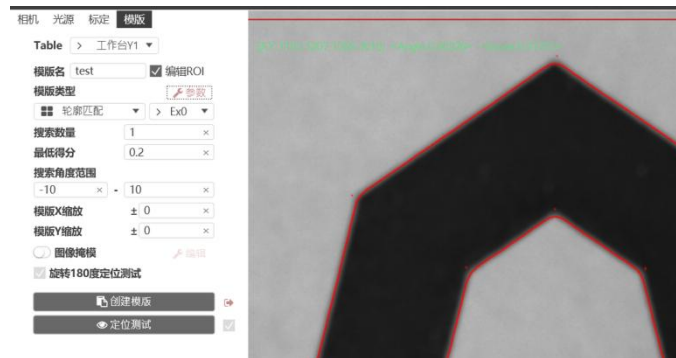 相机 光源 标定 模版
Table > 工作台Y1
模版名 test 编辑ROI
模版类型 参数
轮廓匹配 > Ex0
搜索数量 1
最低得分 0.2
搜索角度范围
-10 - 10
模版X缩放 ± 0
模版Y缩放 ± 0
图像掩模 编辑
旋转180度定位测试
创建模版
定位测试